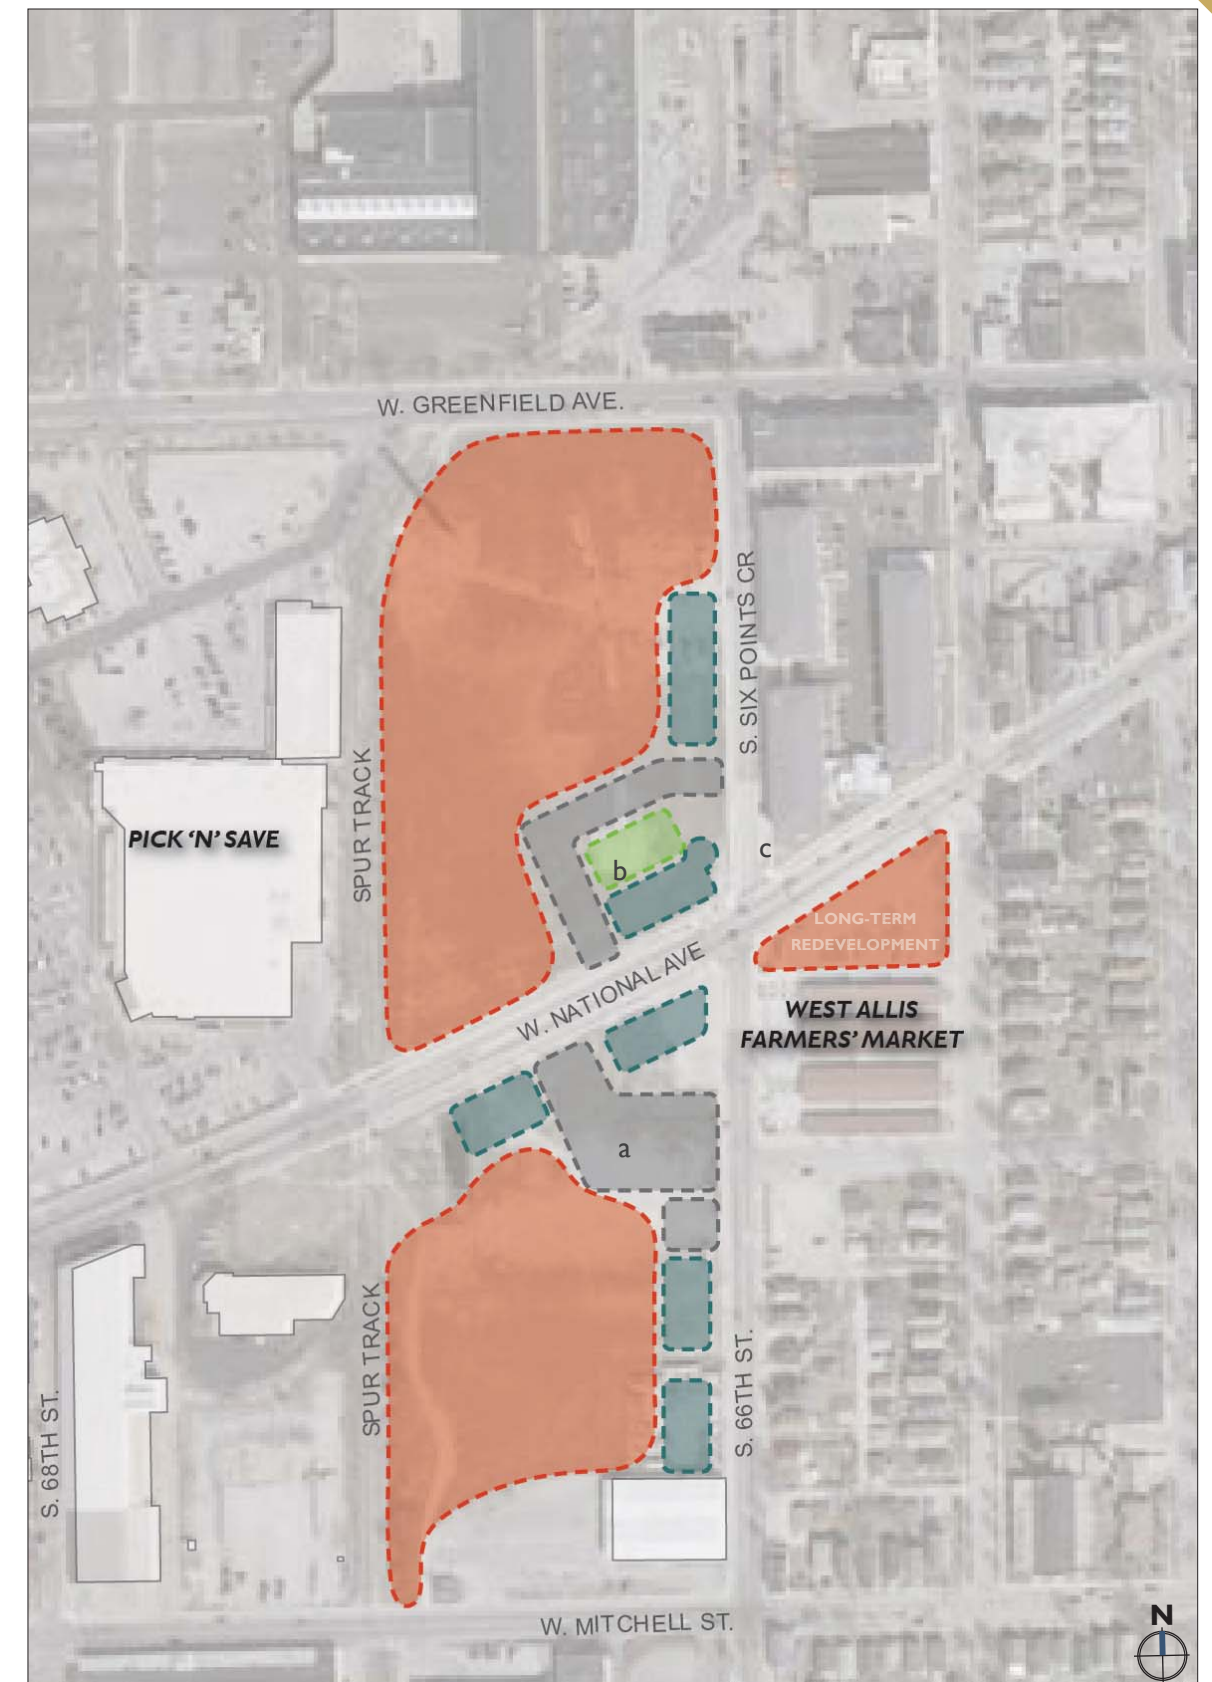 W. GREENFIELD AVE.
S. SIX POINTS CR
SPUR TRACK
PICK ‘N’ SAVE
b
c
LONG-TERM
REDEVELOPMENT
W. NATIONAL AVE
WEST ALLIS
FARMERS’ MARKET
a
SPUR TRACK
S. 66TH ST.
S. 68TH ST.
W. MITCHELL ST.
N